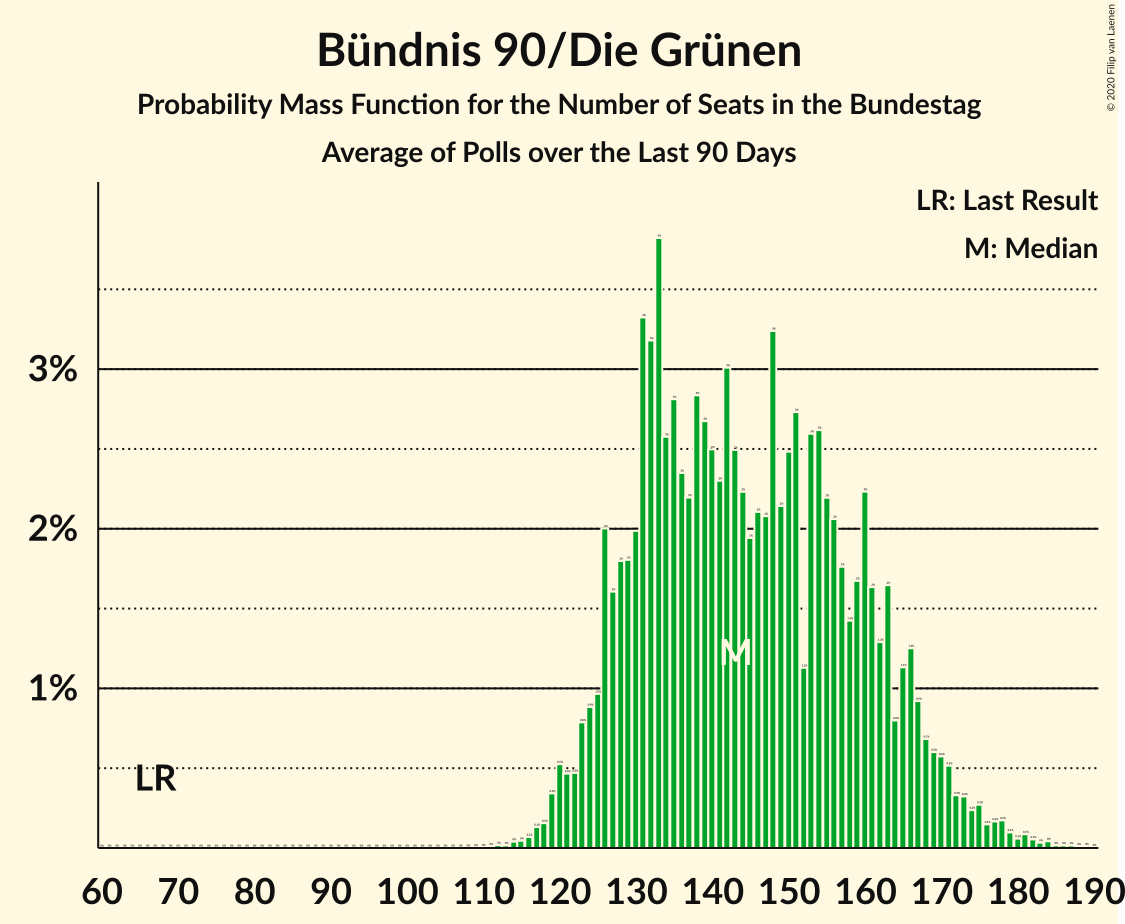 Bündnis 90/Die Grünen
Probability Mass Function for the Number of Seats in the Bundestag
Average of Polls over the Last 90 Days
© 2020 Filip van Laenen
LR: Last Result
M: Median
3%
2%
1%
M
LR
60 70 80 90 100 110 120 130 140 150 160 170 180 190